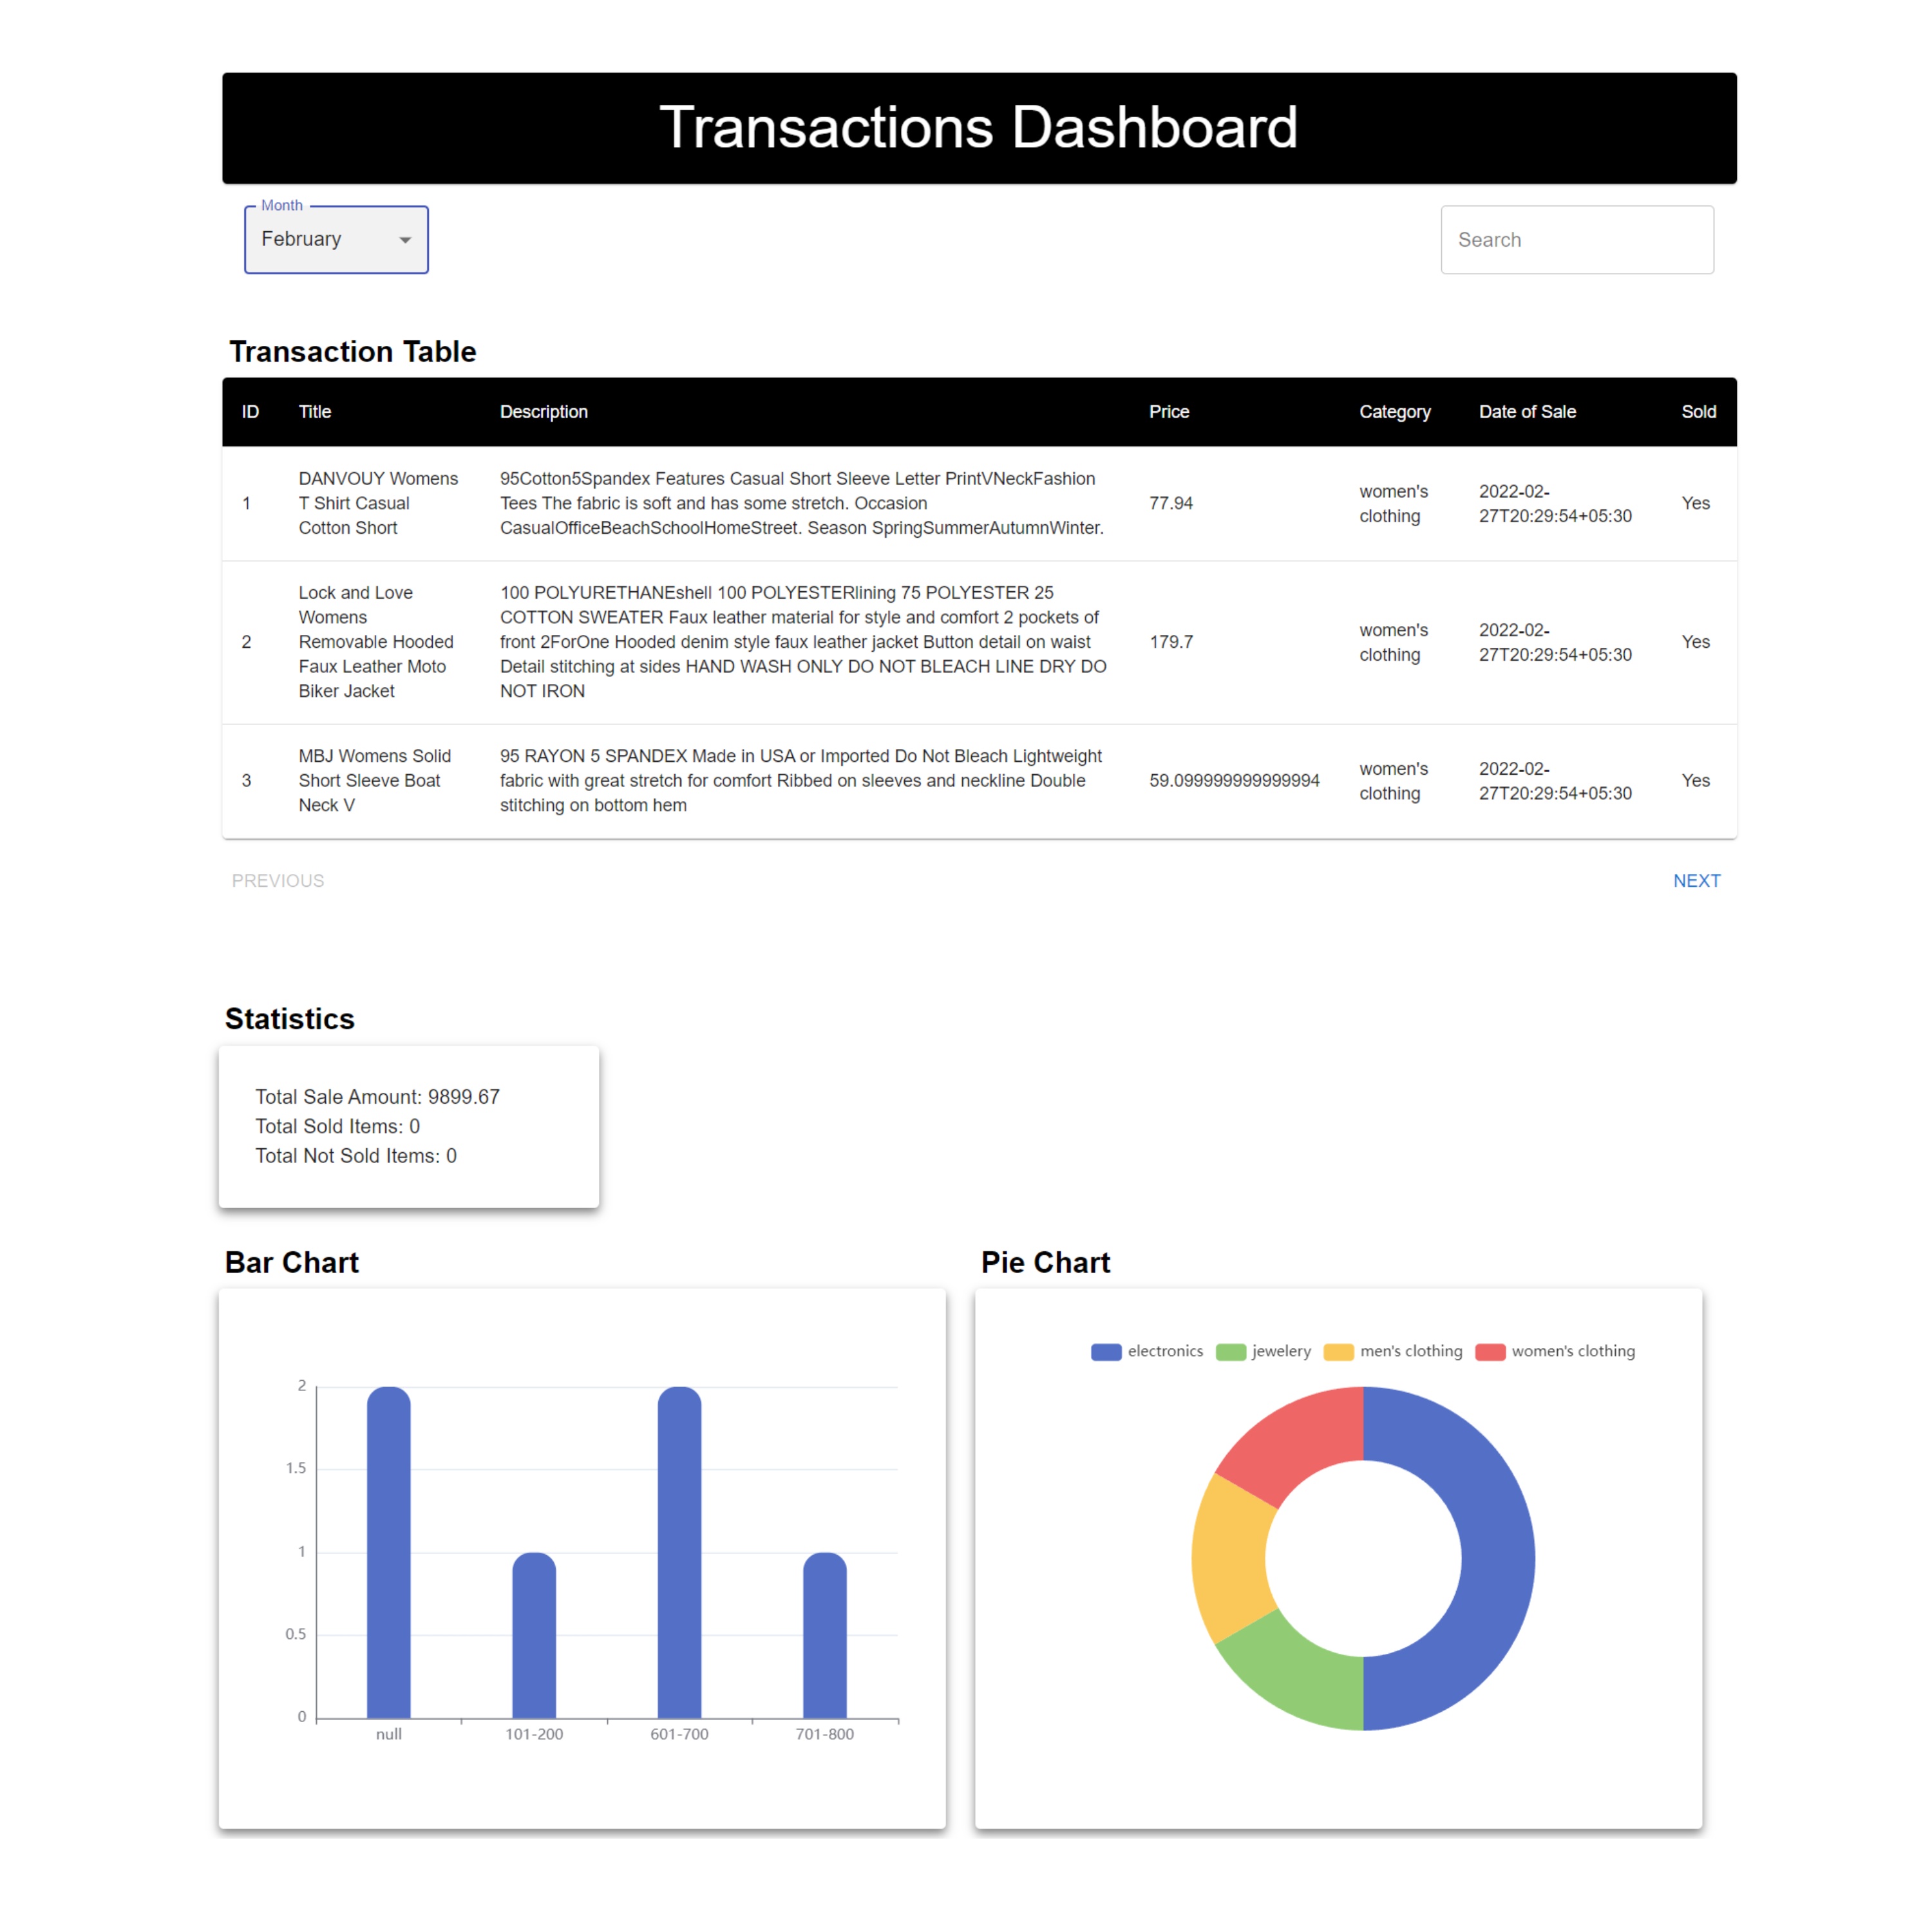 Transactions Dashboard
Month
February
Search
Transaction Table
ID Title Description Price Category Date of Sale Sold
1
DANVOUY Womens
T Shirt Casual
Cotton Short
95Cotton5Spandex Features Casual Short Sleeve Letter PrintVNeckFashion
Tees The fabric is soft and has some stretch. Occasion
CasualOfficeBeachSchoolHomeStreet. Season SpringSummerAutumnWinter.
77.94
women's
clothing
2022-02-
27T20:29:54+05:30
Yes
2
Lock and Love
Womens
Removable Hooded
Faux Leather Moto
Biker Jacket
100 POLYURETHANEshell 100 POLYESTERlining 75 POLYESTER 25
COTTON SWEATER Faux leather material for style and comfort 2 pockets of
front 2ForOne Hooded denim style faux leather jacket Button detail on waist
Detail stitching at sides HAND WASH ONLY DO NOT BLEACH LINE DRY DO
NOT IRON
179.7
women's
clothing
2022-02-
27T20:29:54+05:30
Yes
3
MBJ Womens Solid
Short Sleeve Boat
Neck V
95 RAYON 5 SPANDEX Made in USA or Imported Do Not Bleach Lightweight
fabric with great stretch for comfort Ribbed on sleeves and neckline Double
stitching on bottom hem
59.099999999999994
women's
clothing
2022-02-
27T20:29:54+05:30
Yes
PREVIOUS
NEXT
Statistics
Total Sale Amount: 9899.67
Total Sold Items: 0
Total Not Sold Items: 0
Bar Chart
2
1.5
1
0.5
0
null 101-200 601-700 701-800
Pie Chart
electronics jewelery men's clothing women's clothing